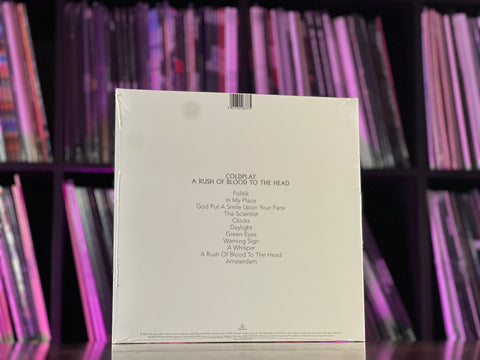 COLDPLAY
A RUSH OF BLOOD TO THE HEAD
Politik
In My Place
God Put A Smile Upon Your Face
The Scientist
Clocks
Daylight
Green Eyes
Warning Sign
A Whisper
A Rush Of Blood To The Head
Amsterdam